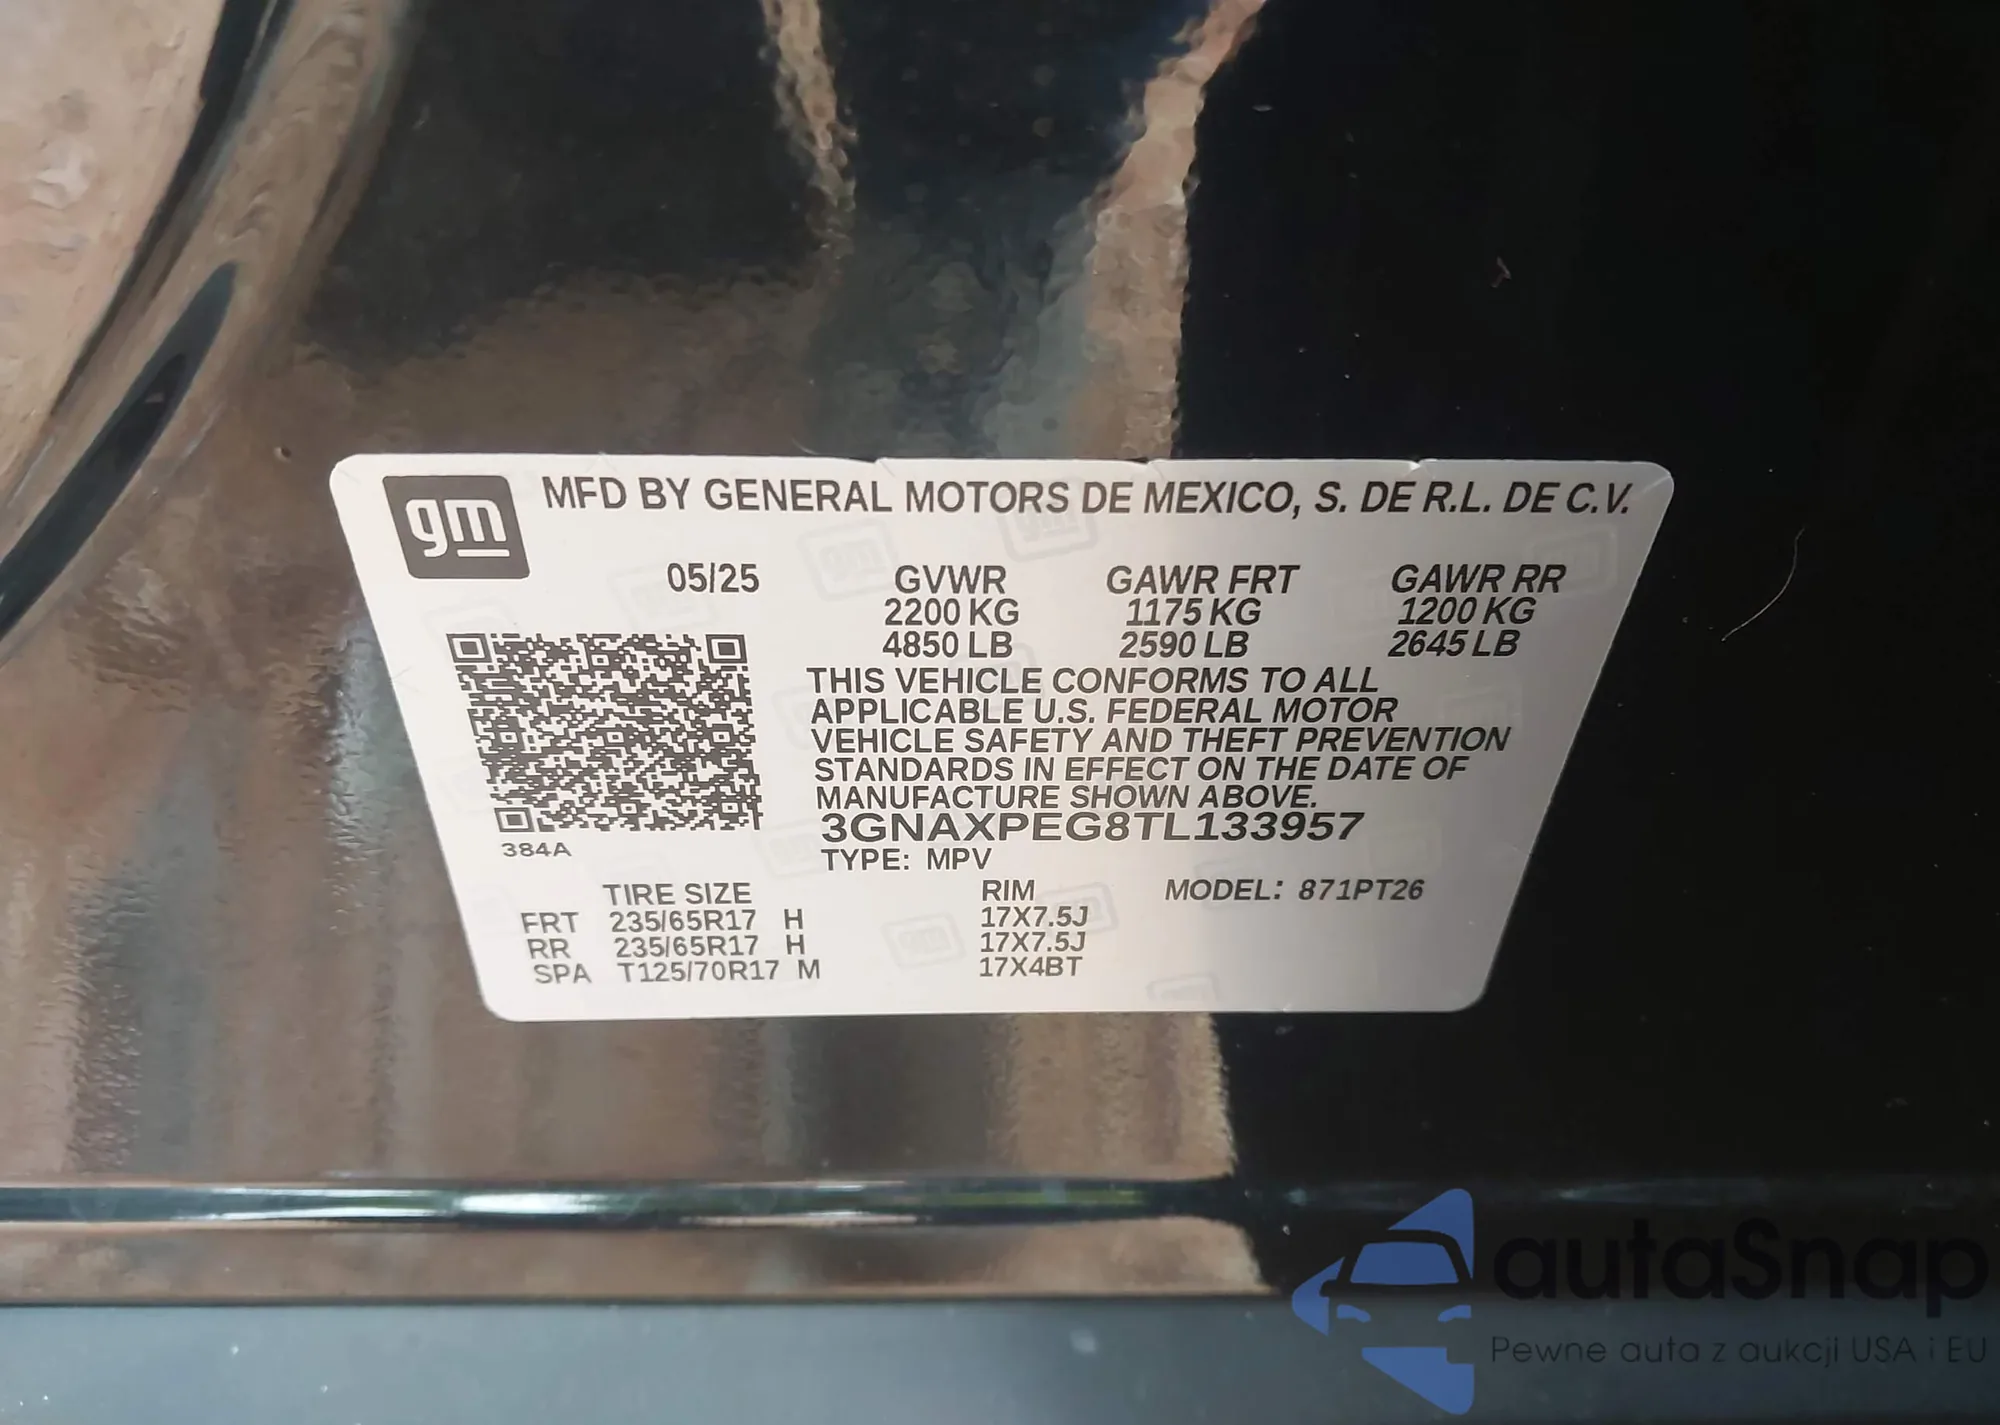 gm
MFD BY GENERAL MOTORS DE MEXICO, S. DE R.L. DE C.V.
05/25 GVWR GAWR FRT GAWR RR
2200 KG 1175 KG 1200 KG
4850 LB 2590 LB 2645 LB
THIS VEHICLE CONFORMS TO ALL
APPLICABLE U.S. FEDERAL MOTOR
VEHICLE SAFETY AND THEFT PREVENTION
STANDARDS IN EFFECT ON THE DATE OF
MANUFACTURE SHOWN ABOVE.
3GNAXPEG8TL133957
384A
TYPE: MPV
TIRE SIZE RIM MODEL: 871PT26
FRT 235/65R17 H 17X7.5J
RR 235/65R17 H 17X7.5J
SPA T125/70R17 M 17X4BT
autaSnap
Pewne auta z aukcji USA i EU